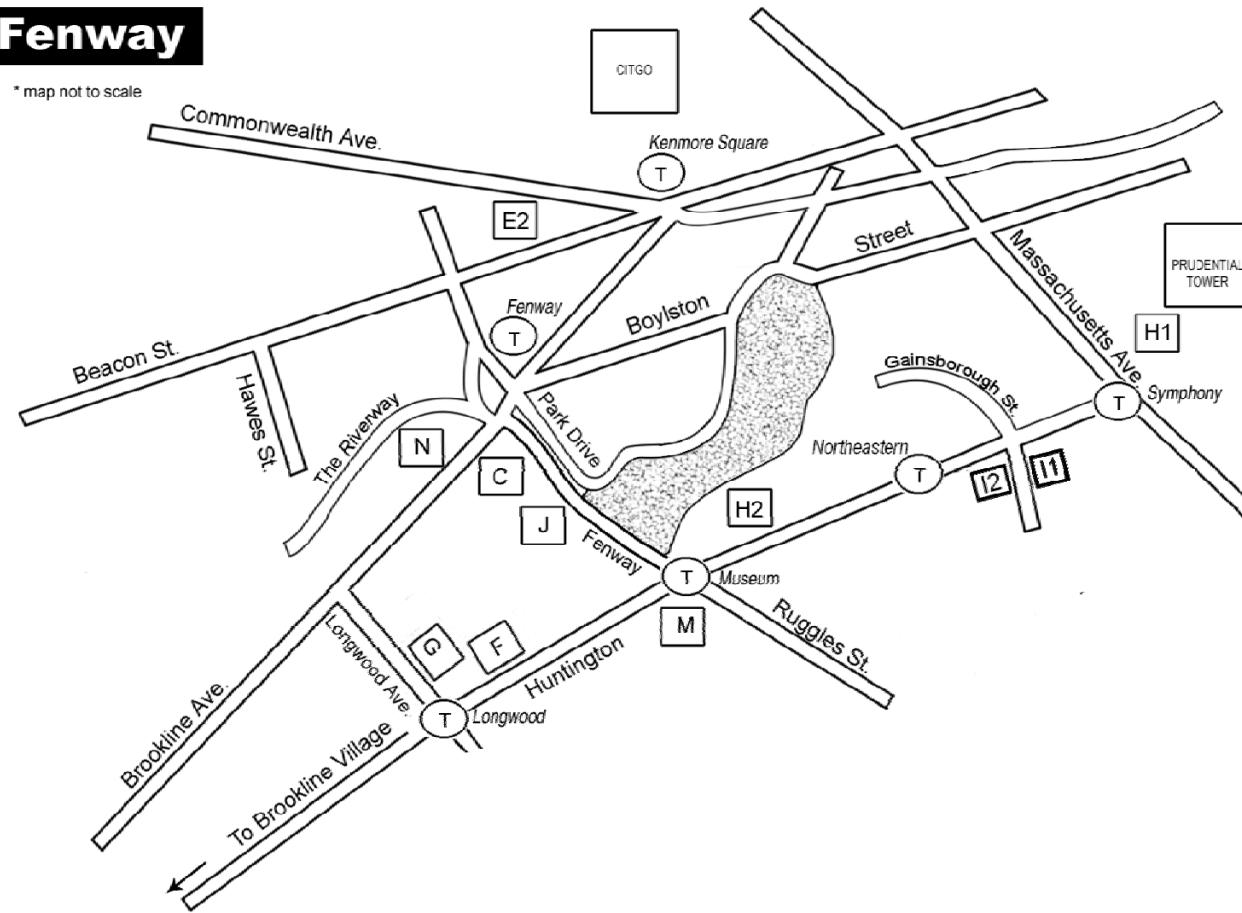 Fenway
* map not to scale
CITGO
Commonwealth Ave.
Kenmore Square
T
E2
Street
Massachusetts Ave.
PRUDENTIAL
TOWER
Fenway
T
Boylston
H1
Beacon St.
Hawes St.
The Riverway
Park Drive
Gainsborough St.
Symphony
T
Northeastern
T
N
C
J
I2
I1
H2
Fenway
T
Museum
M
Ruggles St.
G
F
Longwood Ave.
Huntington
T
Longwood
Brookline Ave.
To Brookline Village